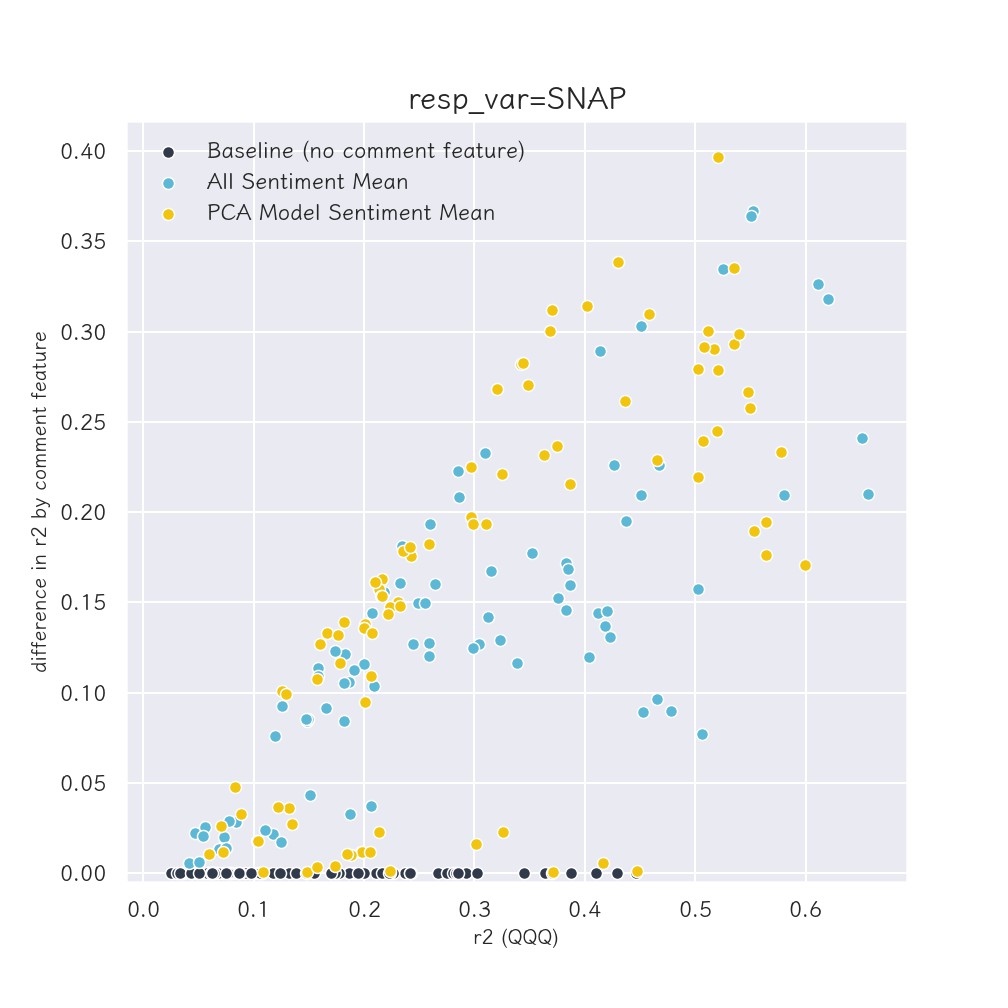 resp_var=SNAP
Baseline (no comment feature)
All Sentiment Mean
PCA Model Sentiment Mean
difference in r2 by comment feature
0.40
0.35
0.30
0.25
0.20
0.15
0.10
0.05
0.00
0.0 0.1 0.2 0.3 0.4 0.5 0.6
r2 (QQQ)